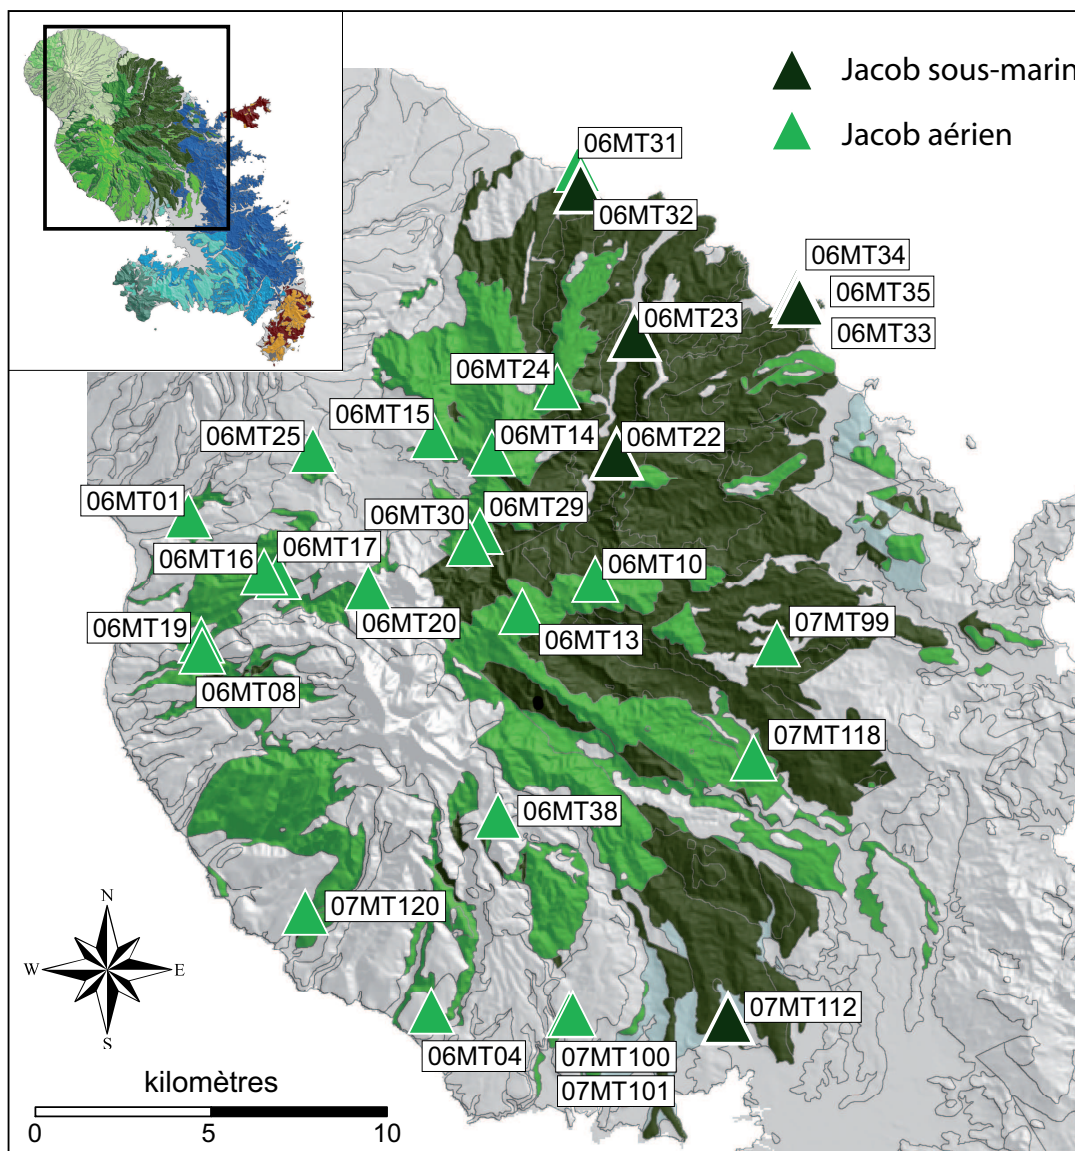 Jacob sous-marin
Jacob aérien
06MT31
06MT32
06MT34
06MT35
06MT33
06MT23
06MT24
06MT15
06MT14
06MT22
06MT25
06MT01
06MT30
06MT29
06MT17
06MT16
06MT10
06MT20
06MT13
06MT19
06MT08
07MT99
07MT118
06MT38
07MT120
07MT112
06MT04
07MT100
07MT101
N
W
E
S
kilomètres
0
5
10